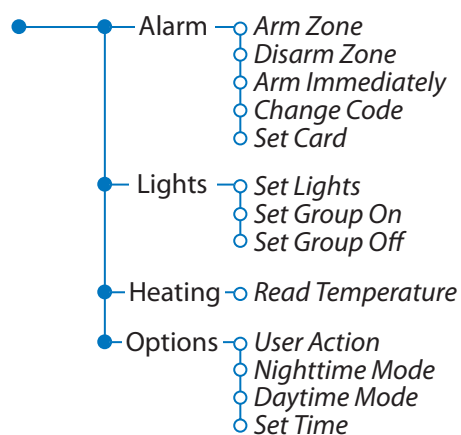 Alarm Arm Zone
Disarm Zone
Arm Immediately
Change Code
Set Card
Lights Set Lights
Set Group On
Set Group Off
Heating Read Temperature
Options User Action
Nighttime Mode
Daytime Mode
Set Time